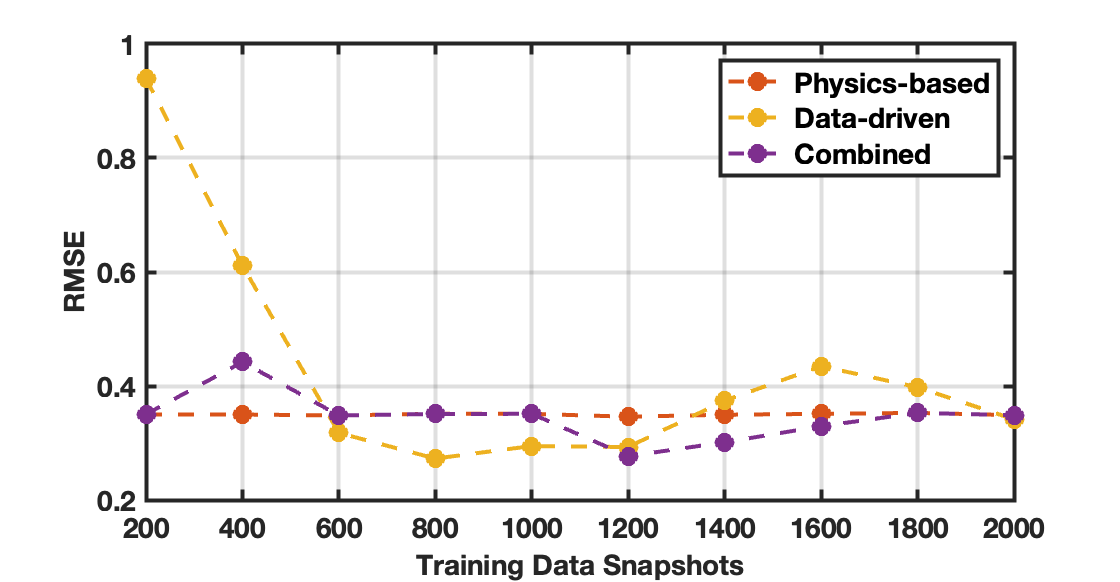 1
0.8
0.6
0.4
0.2
RMSE
Physics-based
Data-driven
Combined
200 400 600 800 1000 1200 1400 1600 1800 2000
Training Data Snapshots